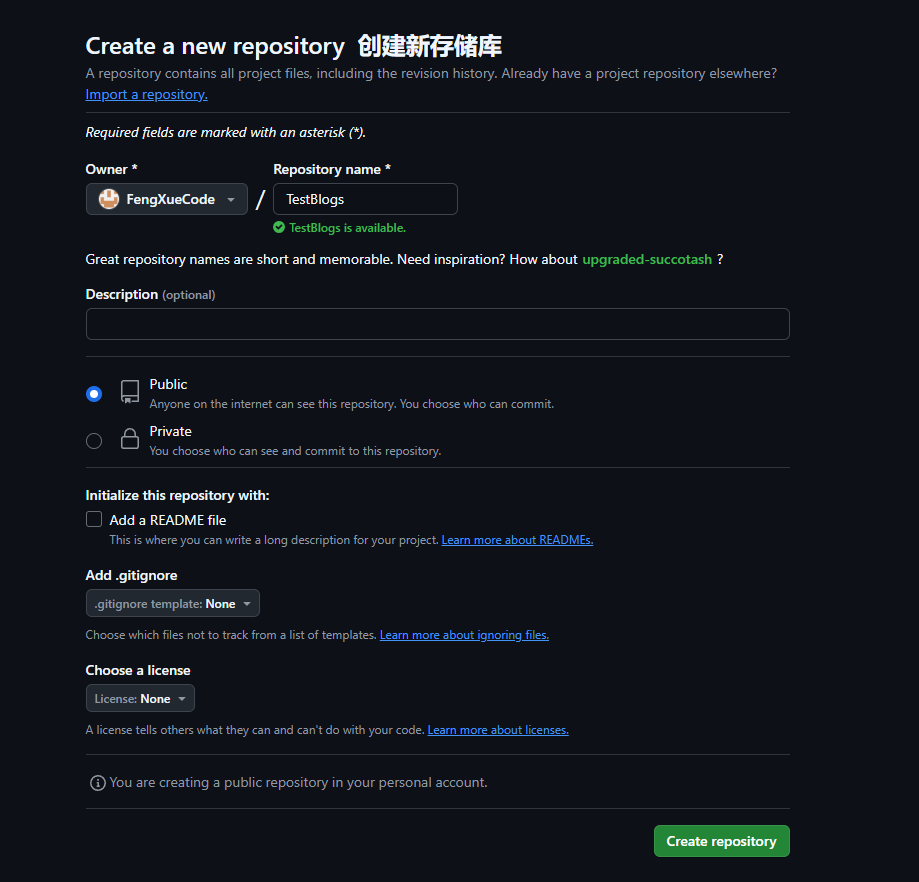 Create a new repository 创建新存储库
A repository contains all project files, including the revision history. Already have a project repository elsewhere?
Import a repository.
Required fields are marked with an asterisk (*).
Owner * Repository name *
FengXueCode / TestBlogs
TestBlogs is available.
Great repository names are short and memorable. Need inspiration? How about upgraded-succotash ?
Description (optional)
Public
Anyone on the internet can see this repository. You choose who can commit.
Private
You choose who can see and commit to this repository.
Initialize this repository with:
Add a README file
This is where you can write a long description for your project. Learn more about READMEs.
Add .gitignore
.gitignore template: None
Choose which files not to track from a list of templates. Learn more about ignoring files.
Choose a license
License: None
A license tells others what they can and can't do with your code. Learn more about licenses.
You are creating a public repository in your personal account.
Create repository